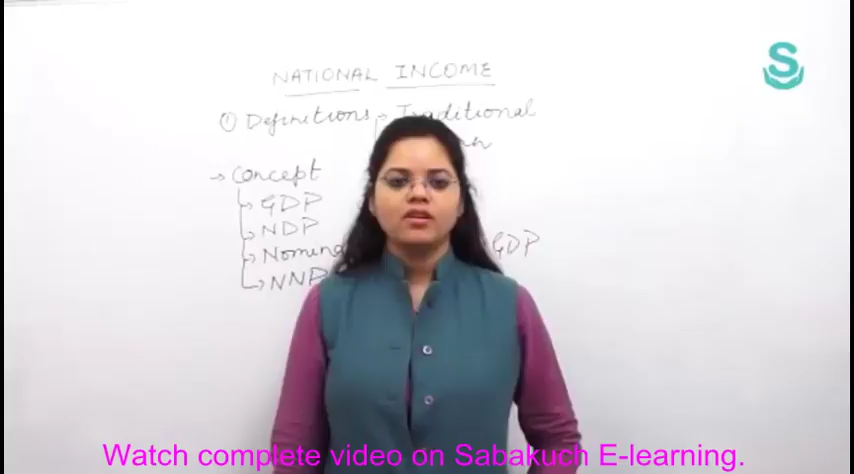 S
NATIONAL INCOME
① Definitions → Traditional
→ Concept
→ GDP
→ NDP
→ GDP
→ NNP
Watch complete video on Sabakuch E-learning.